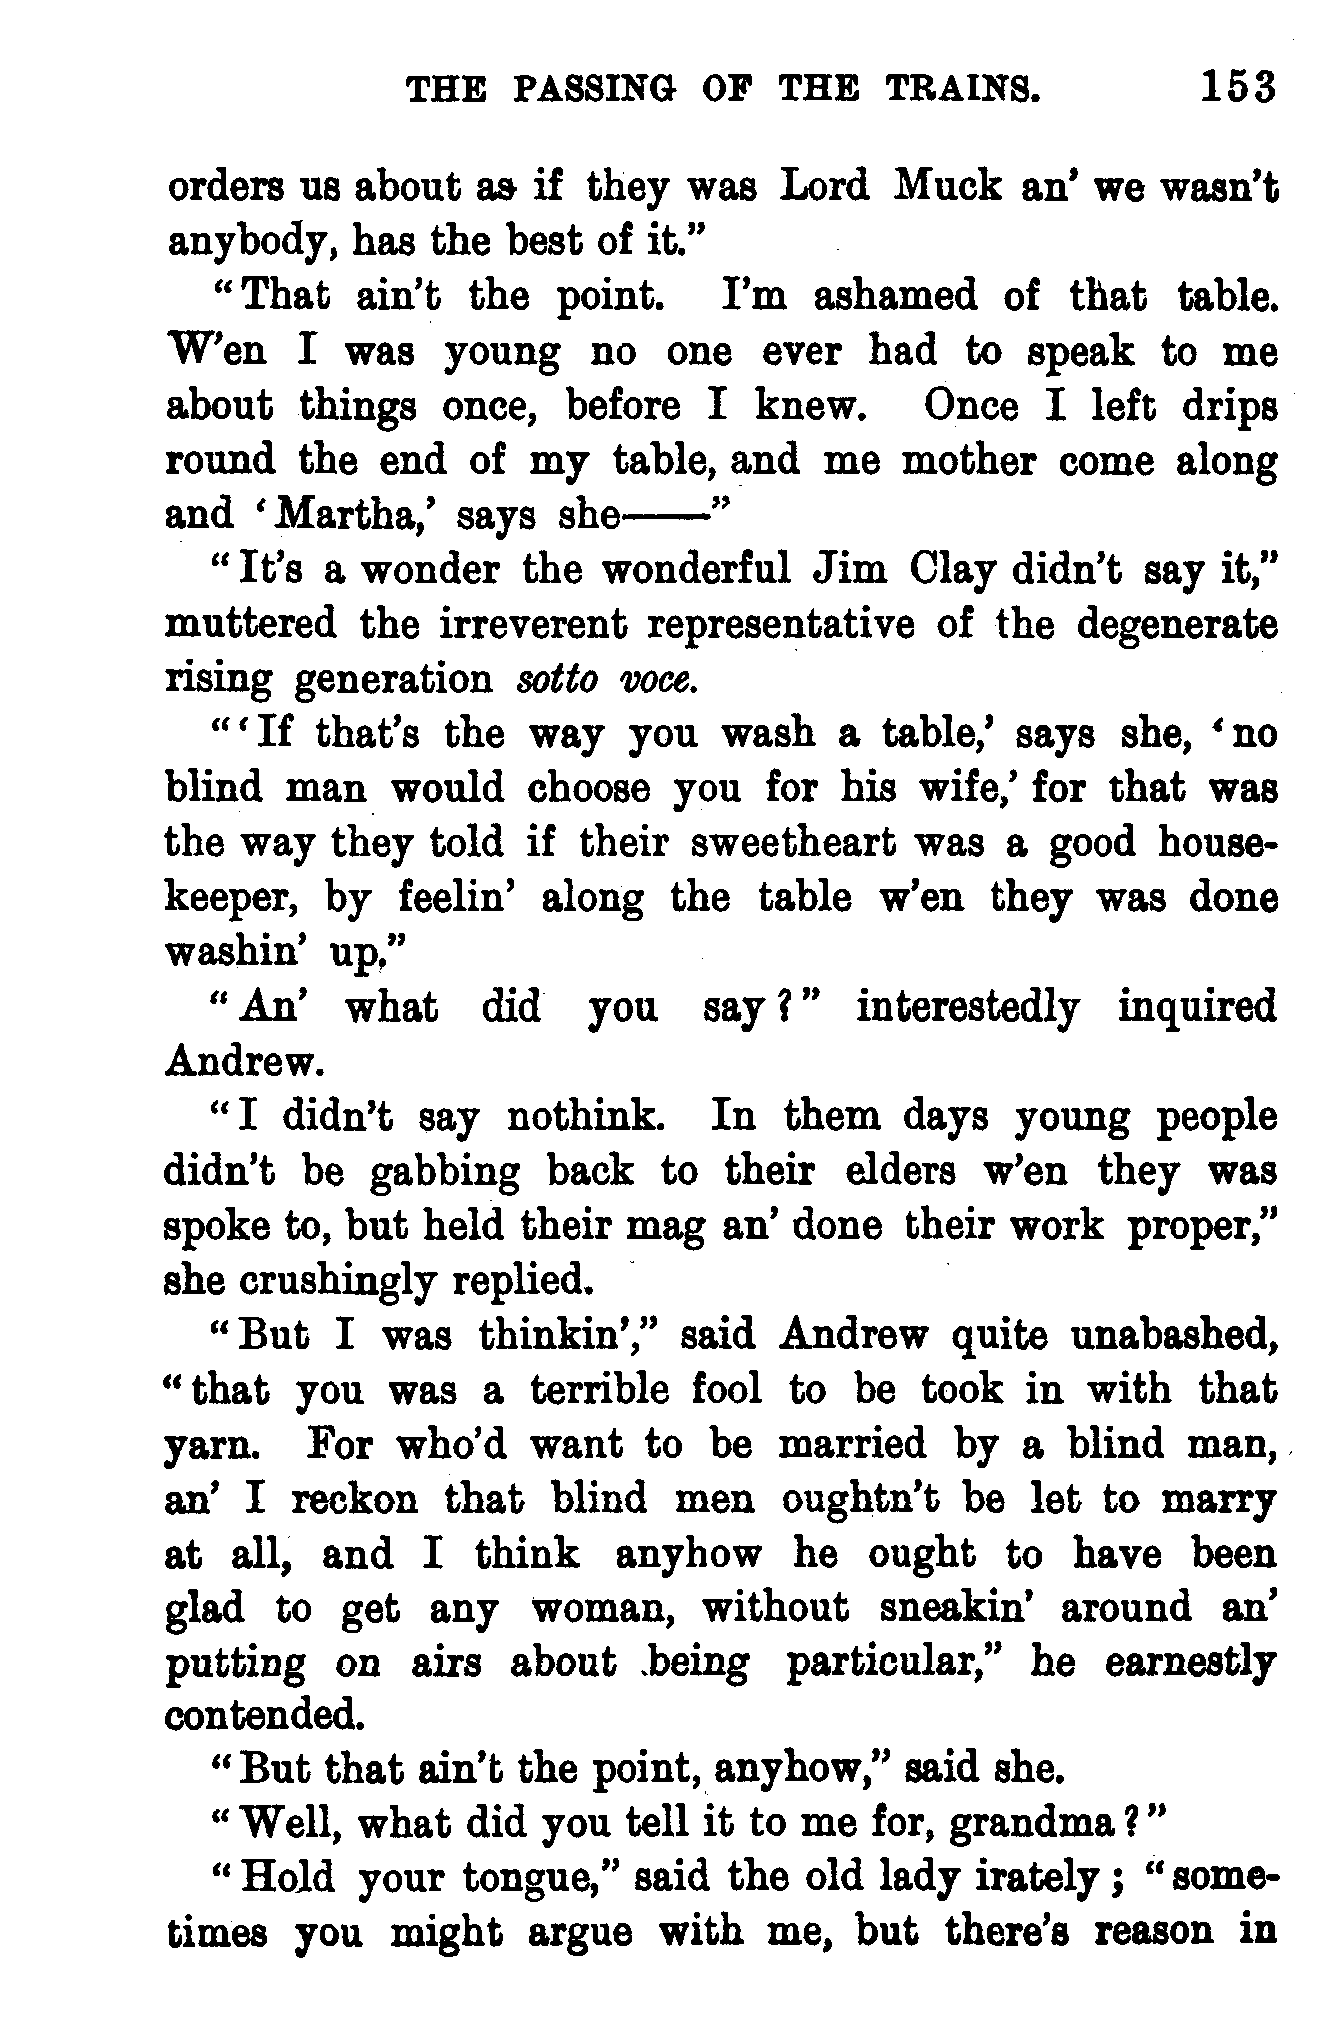 THE PASSING OF THE TRAINS. 153
orders us about as if they was Lord Muck an' we wasn't
anybody, has the best of it."
"That ain't the point. I'm ashamed of that table.
W'en I was young no one ever had to speak to me
about things once, before I knew. Once I left drips
round the end of my table, and me mother come along
and 'Martha,' says she——"
"It's a wonder the wonderful Jim Clay didn't say it,"
muttered the irreverent representative of the degenerate
rising generation sotto voce.
"'If that's the way you wash a table,' says she, 'no
blind man would choose you for his wife,' for that was
the way they told if their sweetheart was a good house-
keeper, by feelin' along the table w'en they was done
washin' up."
"An' what did you say?" interestedly inquired
Andrew.
"I didn't say nothink. In them days young people
didn't be gabbing back to their elders w'en they was
spoke to, but held their mag an' done their work proper,"
she crushingly replied.
"But I was thinkin'," said Andrew quite unabashed,
"that you was a terrible fool to be took in with that
yarn. For who'd want to be married by a blind man,
an' I reckon that blind men oughtn't be let to marry
at all, and I think anyhow he ought to have been
glad to get any woman, without sneakin' around an'
putting on airs about being particular," he earnestly
contended.
"But that ain't the point, anyhow," said she.
"Well, what did you tell it to me for, grandma?"
"Hold your tongue," said the old lady irately; "some-
times you might argue with me, but there's reason in